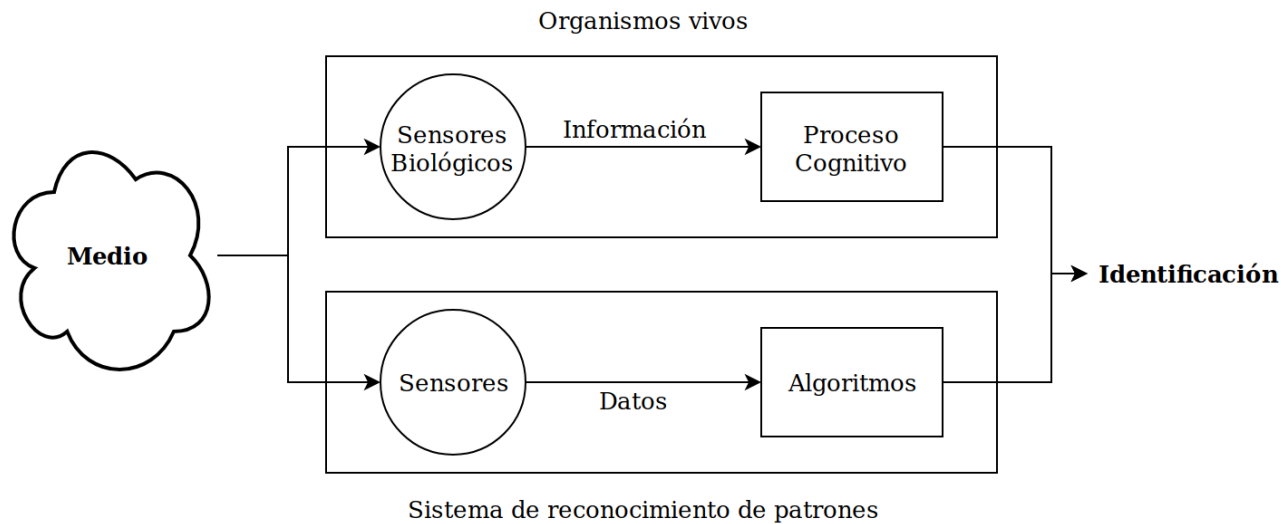 Organismos vivos
Sensores
Biológicos
Información
Proceso
Cognitivo
Medio
Identificación
Sensores
Datos
Algoritmos
Sistema de reconocimiento de patrones